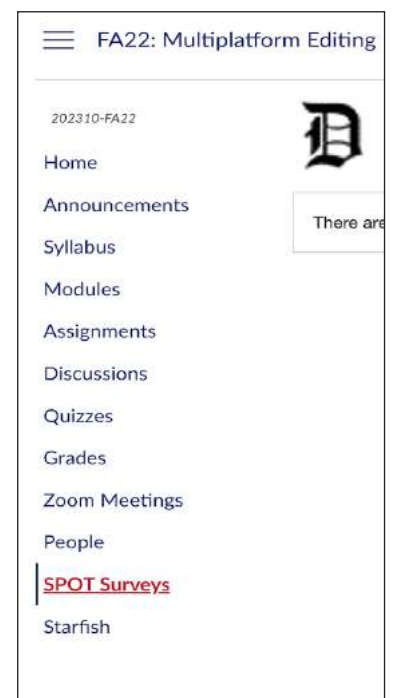 FA22: Multiplatform Editing
202310-FA22
Home
Announcements
There are
Syllabus
Modules
Assignments
Discussions
Quizzes
Grades
Zoom Meetings
People
SPOT Surveys
Starfish